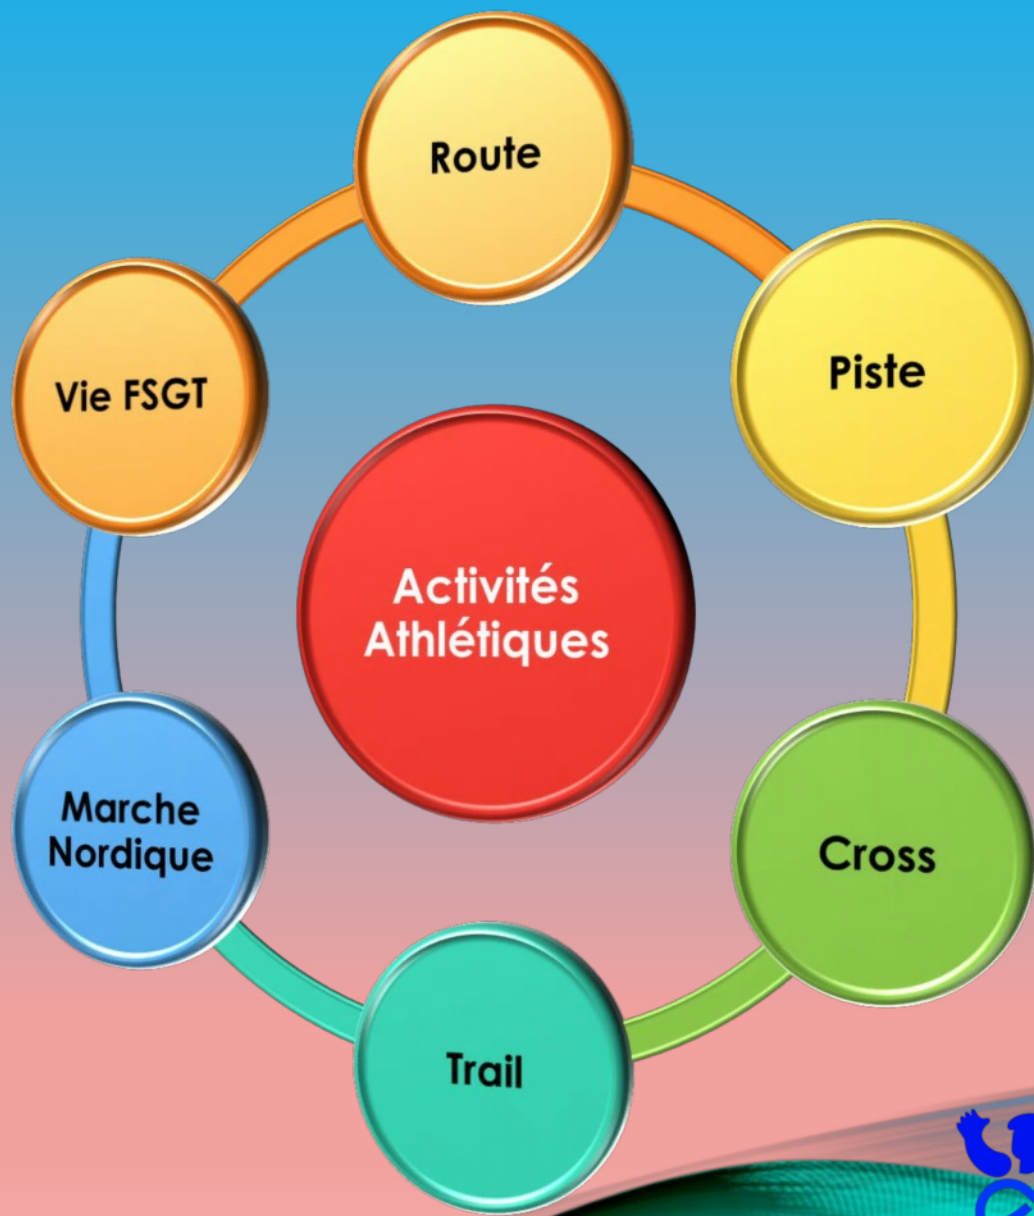 Route
Piste
Vie FSGT
Activités
Athlétiques
Marche
Nordique
Cross
Trail